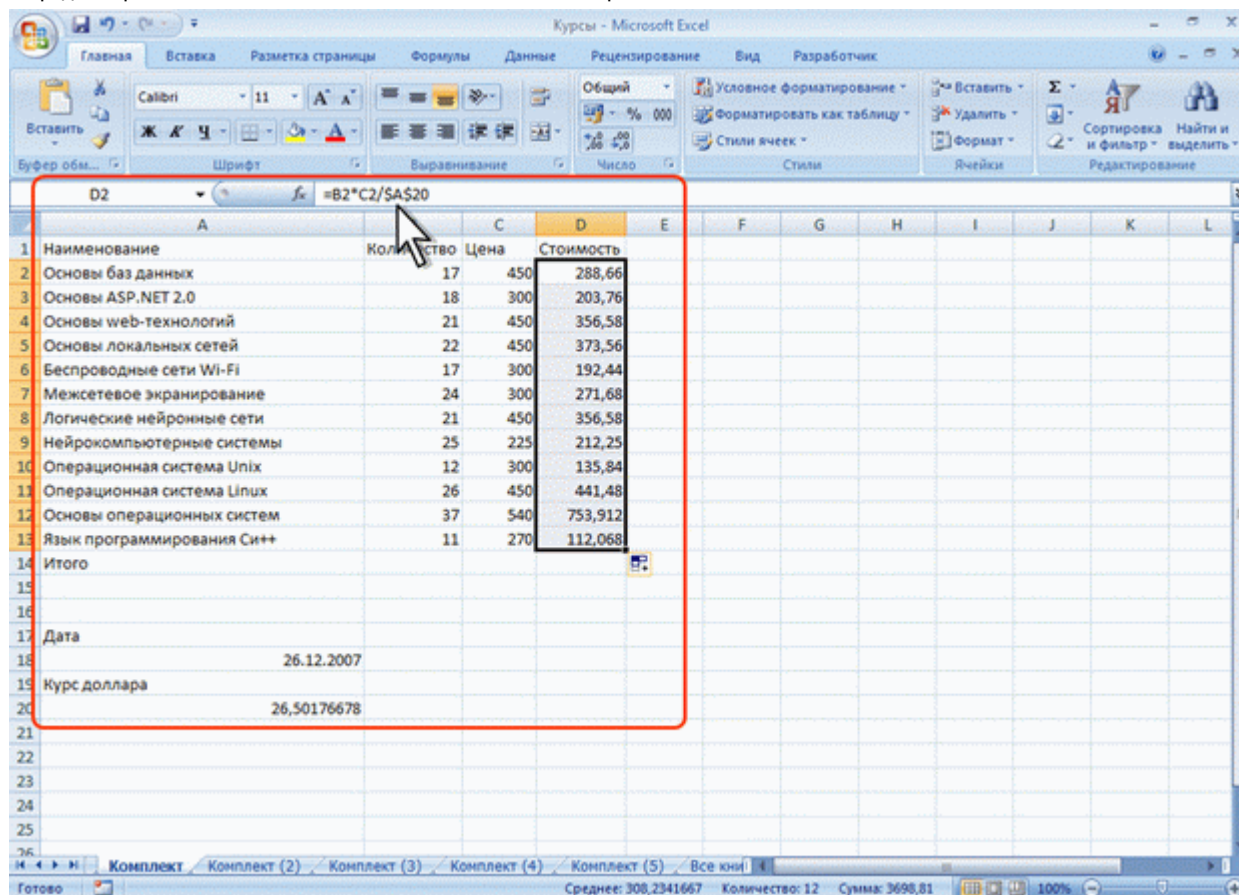 Курсы - Microsoft Excel
Главная Вставка Разметка страницы Формулы Данные Рецензирование Вид Разработчик
Вставить Calibri 11 Общий Условное форматирование Вставить Σ
Ж К Ч % 000 Форматировать как таблицу Удалить Сортировка и фильтр Найти и выделить
Стили ячеек Формат
Буфер обм... Шрифт Выравнивание Число Стили Ячейки Редактирование
D2 fx =B2*C2/$A$20
A C D E F G H I J K L
1 Наименование Количество Цена Стоимость
2 Основы баз данных 17 450 288,66
3 Основы ASP.NET 2.0 18 300 203,76
4 Основы web-технологий 21 450 356,58
5 Основы локальных сетей 22 450 373,56
6 Беспроводные сети Wi-Fi 17 300 192,44
7 Межсетевое экранирование 24 300 271,68
8 Логические нейронные сети 21 450 356,58
9 Нейрокомпьютерные системы 25 225 212,25
10 Операционная система Unix 12 300 135,84
11 Операционная система Linux 26 450 441,48
12 Основы операционных систем 37 540 753,912
13 Язык программирования Си++ 11 270 112,068
14 Итого
15
16
17 Дата
18 26.12.2007
19 Курс доллара
20 26,50176678
21
22
23
24
25
26
Комплект Комплект (2) Комплект (3) Комплект (4) Комплект (5) Все кни
Готово Среднее: 308,2341667 Количество: 12 Сумма: 3698,81 100%